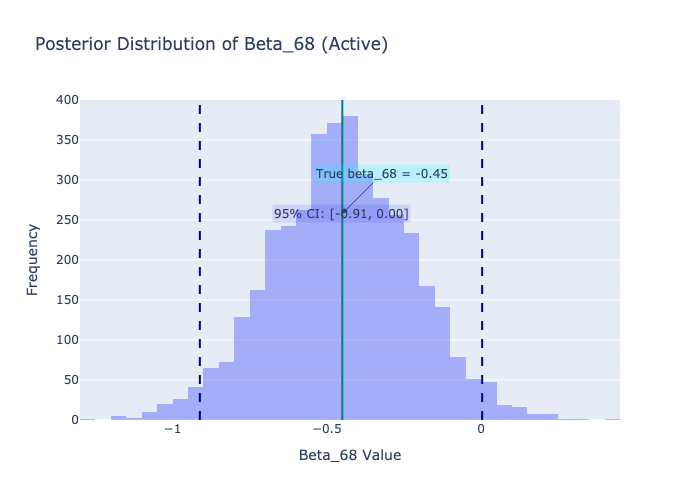 Posterior Distribution of Beta_68 (Active)
400
350
300
250
200
150
100
50
0
Frequency
True beta_68 = -0.45
95% CI: [-0.91, 0.00]
−1
−0.5
0
Beta_68 Value